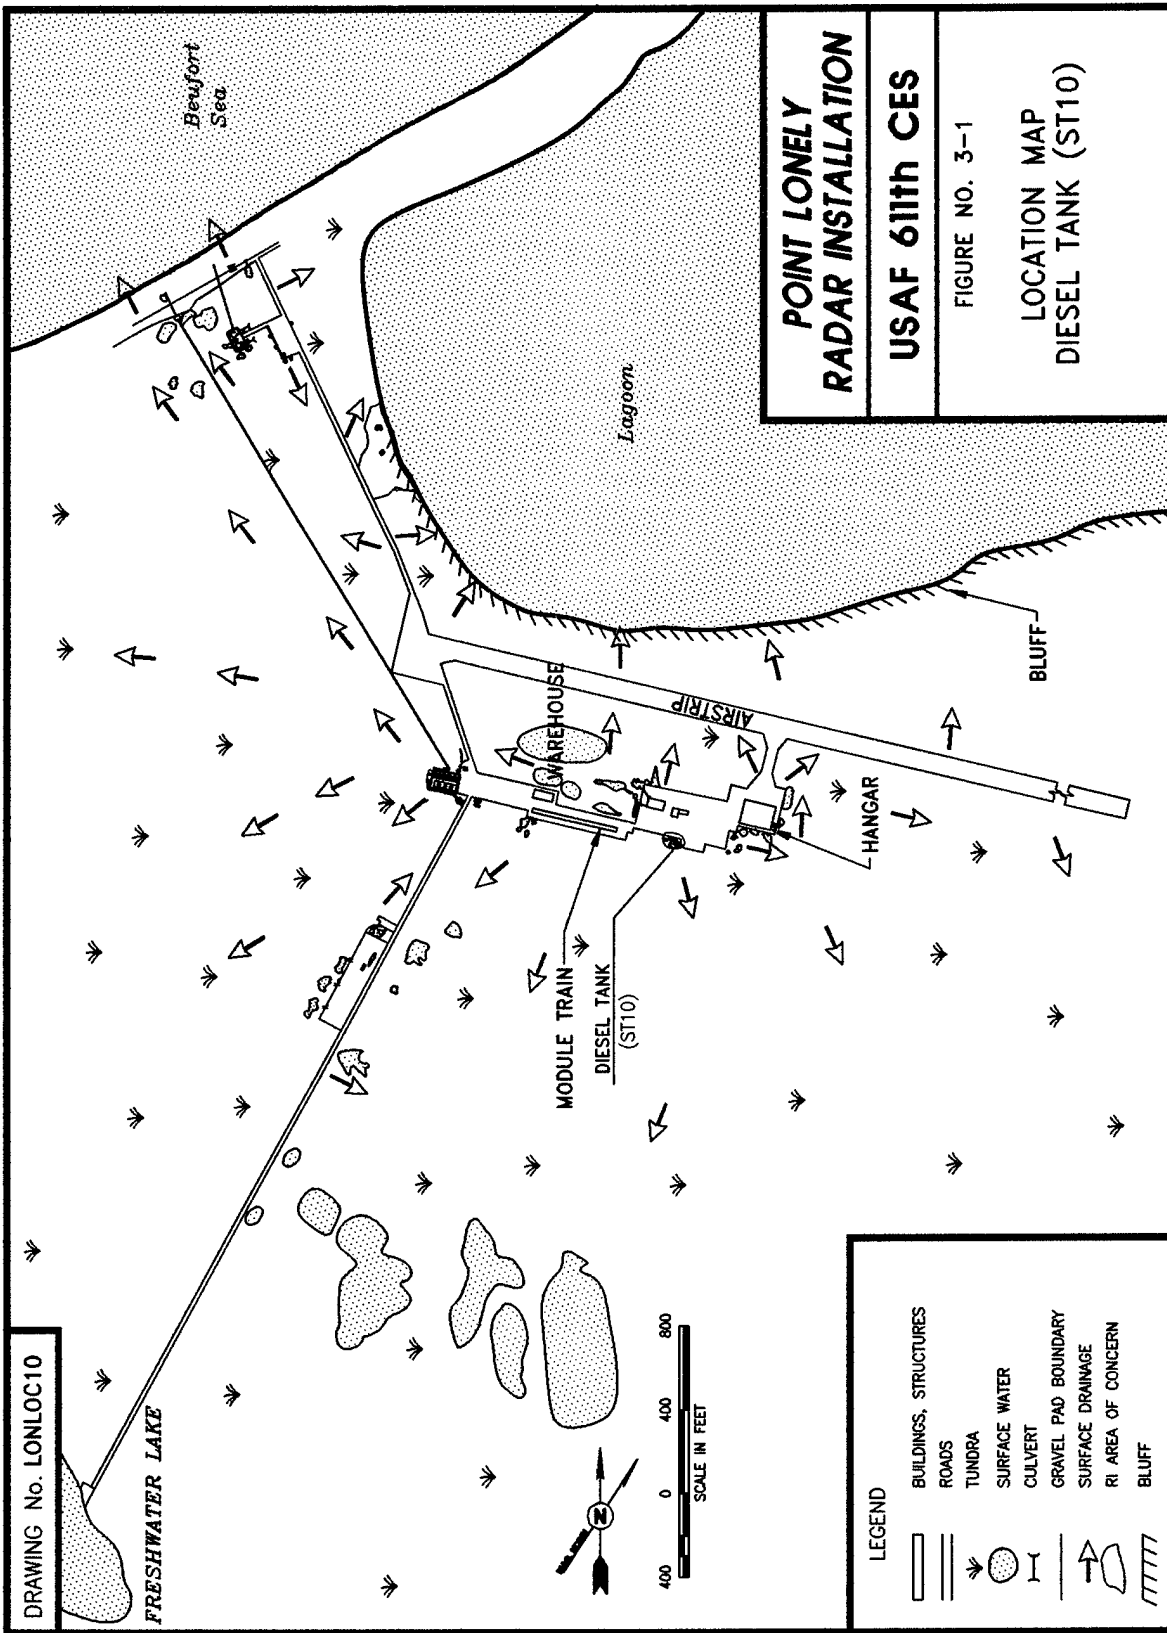 DRAWING No. LONLOC10
FRESHWATER LAKE
Beufort
Sea
Lagoon
WAREHOUSE
AIRSTRIP
BLUFF
HANGAR
MODULE TRAIN
DIESEL TANK
(ST10)
N
400 0 400 800
SCALE IN FEET
LEGEND
BUILDINGS, STRUCTURES
ROADS
TUNDRA
SURFACE WATER
CULVERT
GRAVEL PAD BOUNDARY
SURFACE DRAINAGE
RI AREA OF CONCERN
BLUFF
POINT LONELY
RADAR INSTALLATION
USAF 611th CES
FIGURE NO. 3-1
LOCATION MAP
DIESEL TANK (ST10)